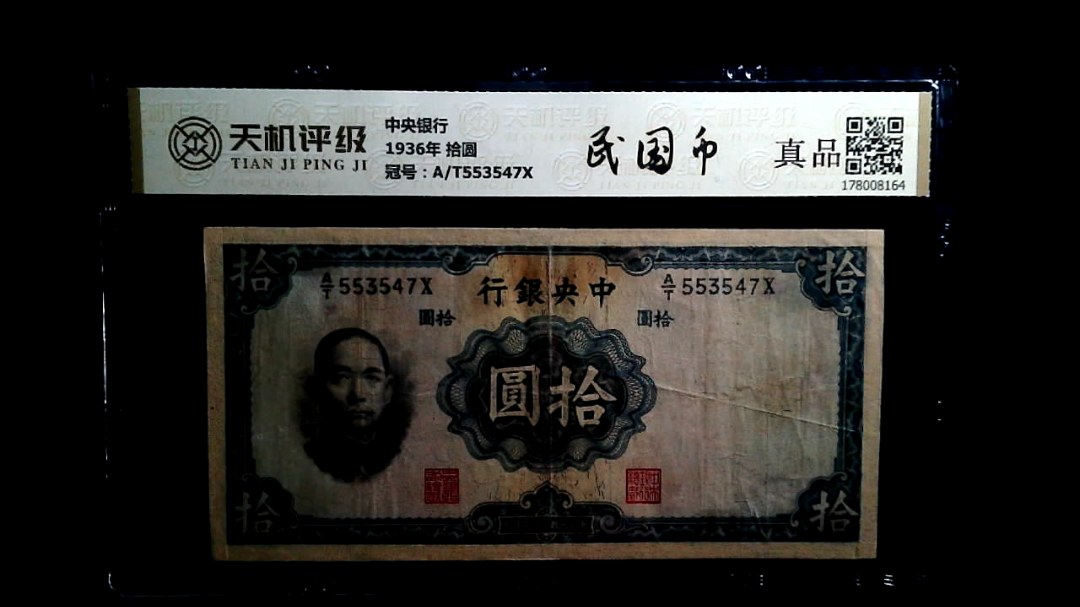 天机评级
TIAN JI PING JI
中央银行
1936年 拾圆
冠号：A/T553547X
民国币
真品
178008164
拾
A/T 553547X
行銀央中
A/T 553547X
拾
圓拾
圓拾
圓拾
拾
拾